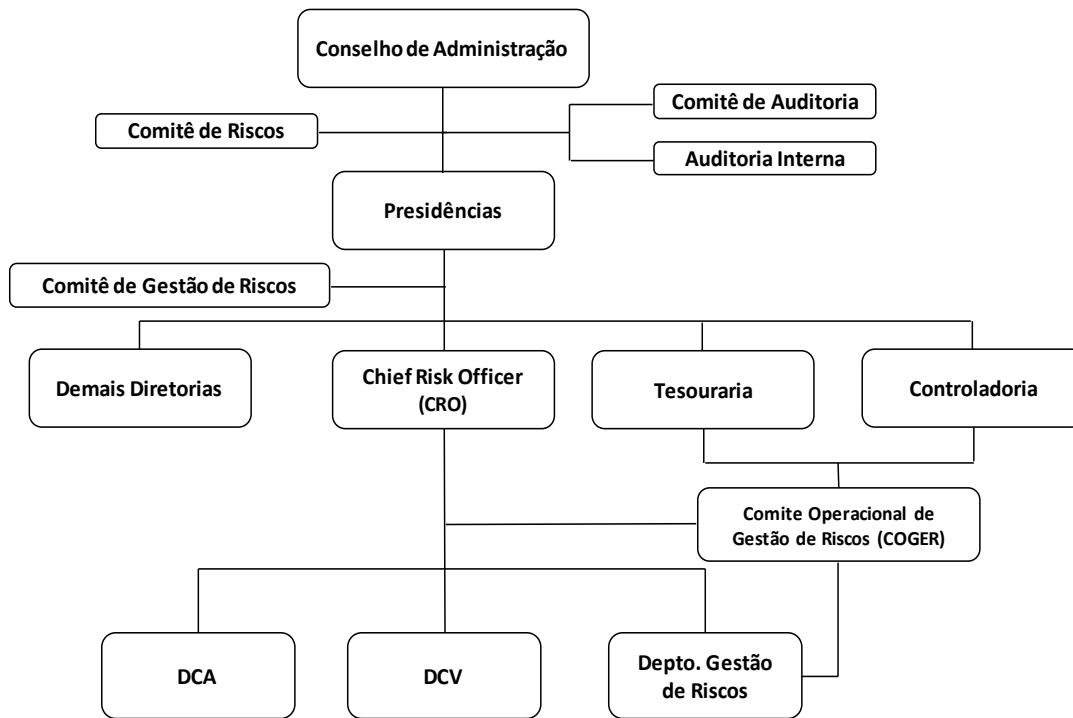 Conselho de Administração
Comitê de Auditoria
Comitê de Riscos
Auditoria Interna
Presidências
Comitê de Gestão de Riscos
Demais Diretorias
Chief Risk Officer
(CRO)
Tesouraria
Controladoria
Comite Operacional de
Gestão de Riscos (COGER)
DCA
DCV
Depto. Gestão
de Riscos